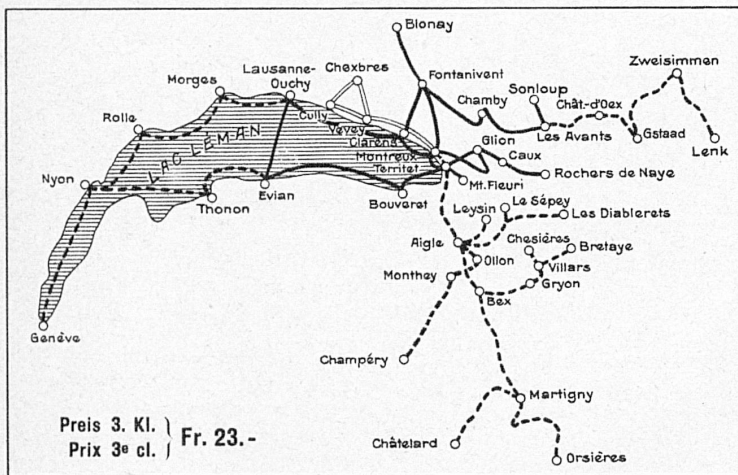 Blonay
Zweisimmen
Lausanne-
Ouchy
Chexbres
Morges
Fontanivent
Sonloup
Chât.-d'Oex
Rolle
Cully
Chamby
Vevey
Clarens
Glion
Les Avants
Gstaad
Lenk
LAC LÉMAN
Montreux
Territet
Caux
Nyon
Rochers de Naye
Thonon
Evian
Bouveret
Mt. Fleuri
Le Sépey
Leysin
Les Diablerets
Aigle
Chesières
Ollon
Bretaye
Monthey
Villars
Gryon
Bex
Genève
Champéry
Martigny
Preis 3. Kl.
Prix 3e cl.
Fr. 23.-
Châtelard
Orsières